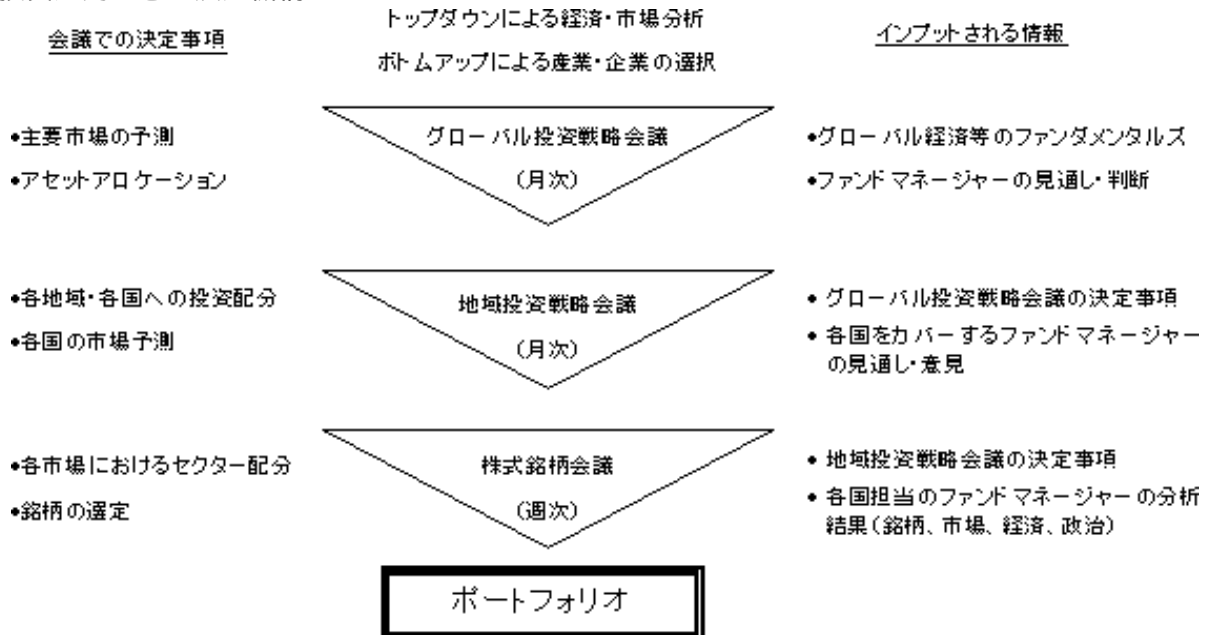 会議での決定事項
トップダウンによる経済・市場分析
ボトムアップによる産業・企業の選択
インプットされる情報
●主要市場の予測
●アセットアロケーション
グローバル投資戦略会議
(月次)
●グローバル経済等のファンダメンタルズ
●ファンドマネージャーの見通し・判断
●各地域・各国への投資配分
●各国の市場予測
地域投資戦略会議
(月次)
● グローバル投資戦略会議の決定事項
● 各国をカバーするファンドマネージャー
の見通し・意見
●各市場におけるセクター配分
●銘柄の選定
株式銘柄会議
(週次)
● 地域投資戦略会議の決定事項
● 各国担当のファンドマネージャーの分析
結果(銘柄、市場、経済、政治)
ポートフォリオ